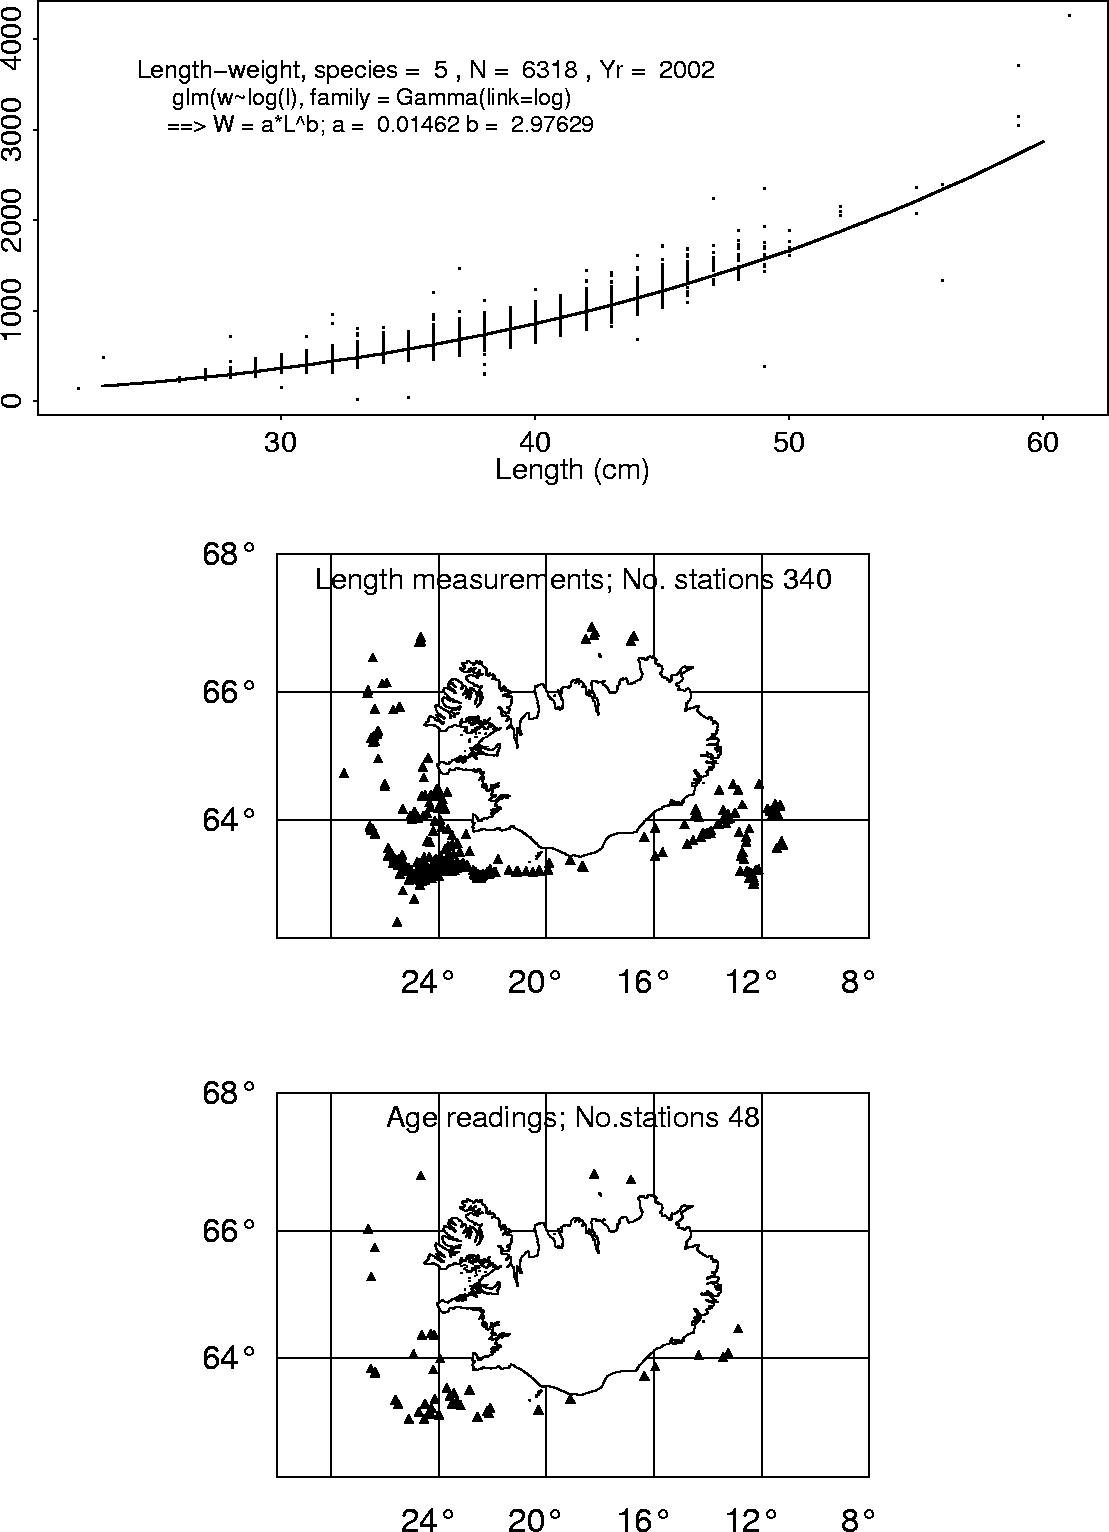 4000
3000
2000
1000
0
Length−weight, species = 5 , N = 6318 , Yr = 2002
glm(w~log(l), family = Gamma(link=log)
==> W = a*L^b; a = 0.01462 b = 2.97629
30 40 50 60
Length (cm)
68°
Length measurements; No. stations 340
66°
64°
24° 20° 16° 12° 8°
68°
Age readings; No.stations 48
66°
64°
24° 20° 16° 12° 8°